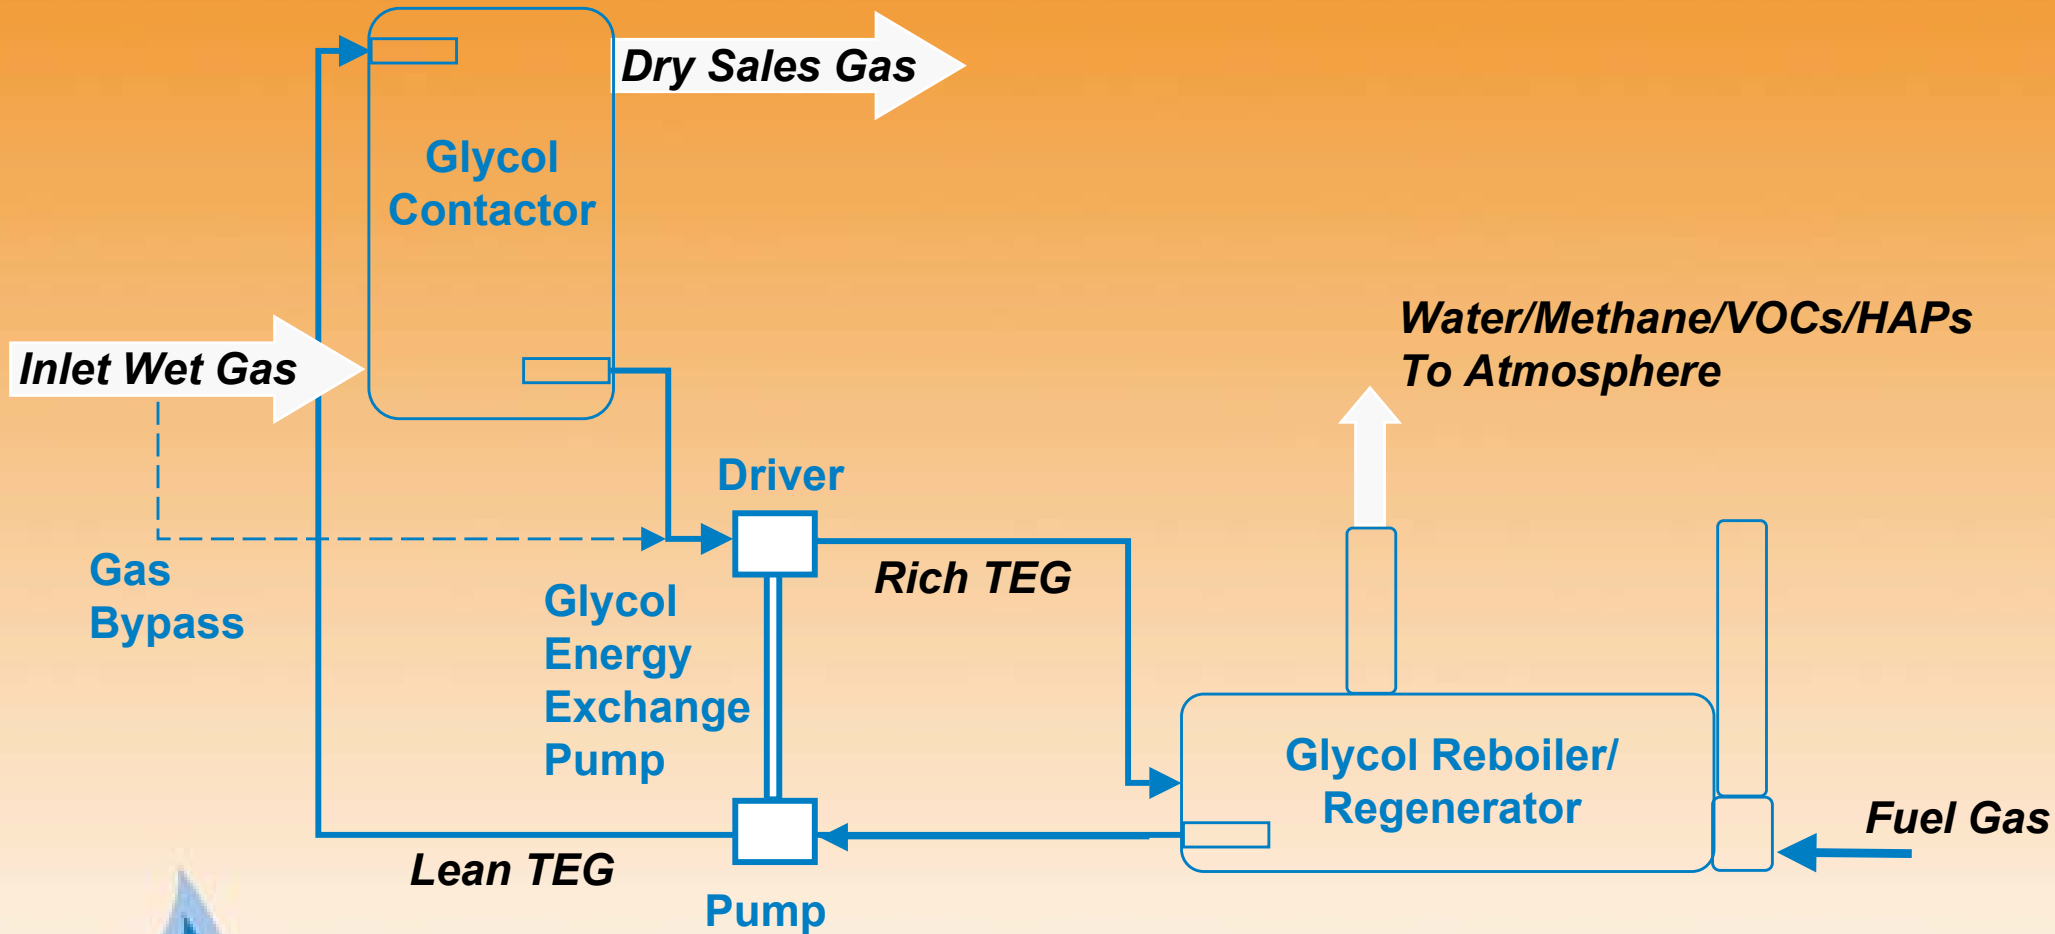 Dry Sales Gas
Glycol
Contactor
Inlet Wet Gas
Water/Methane/VOCs/HAPs
To Atmosphere
Driver
Gas
Bypass
Rich TEG
Glycol
Energy
Exchange
Pump
Glycol Reboiler/
Regenerator
Fuel Gas
Lean TEG
Pump